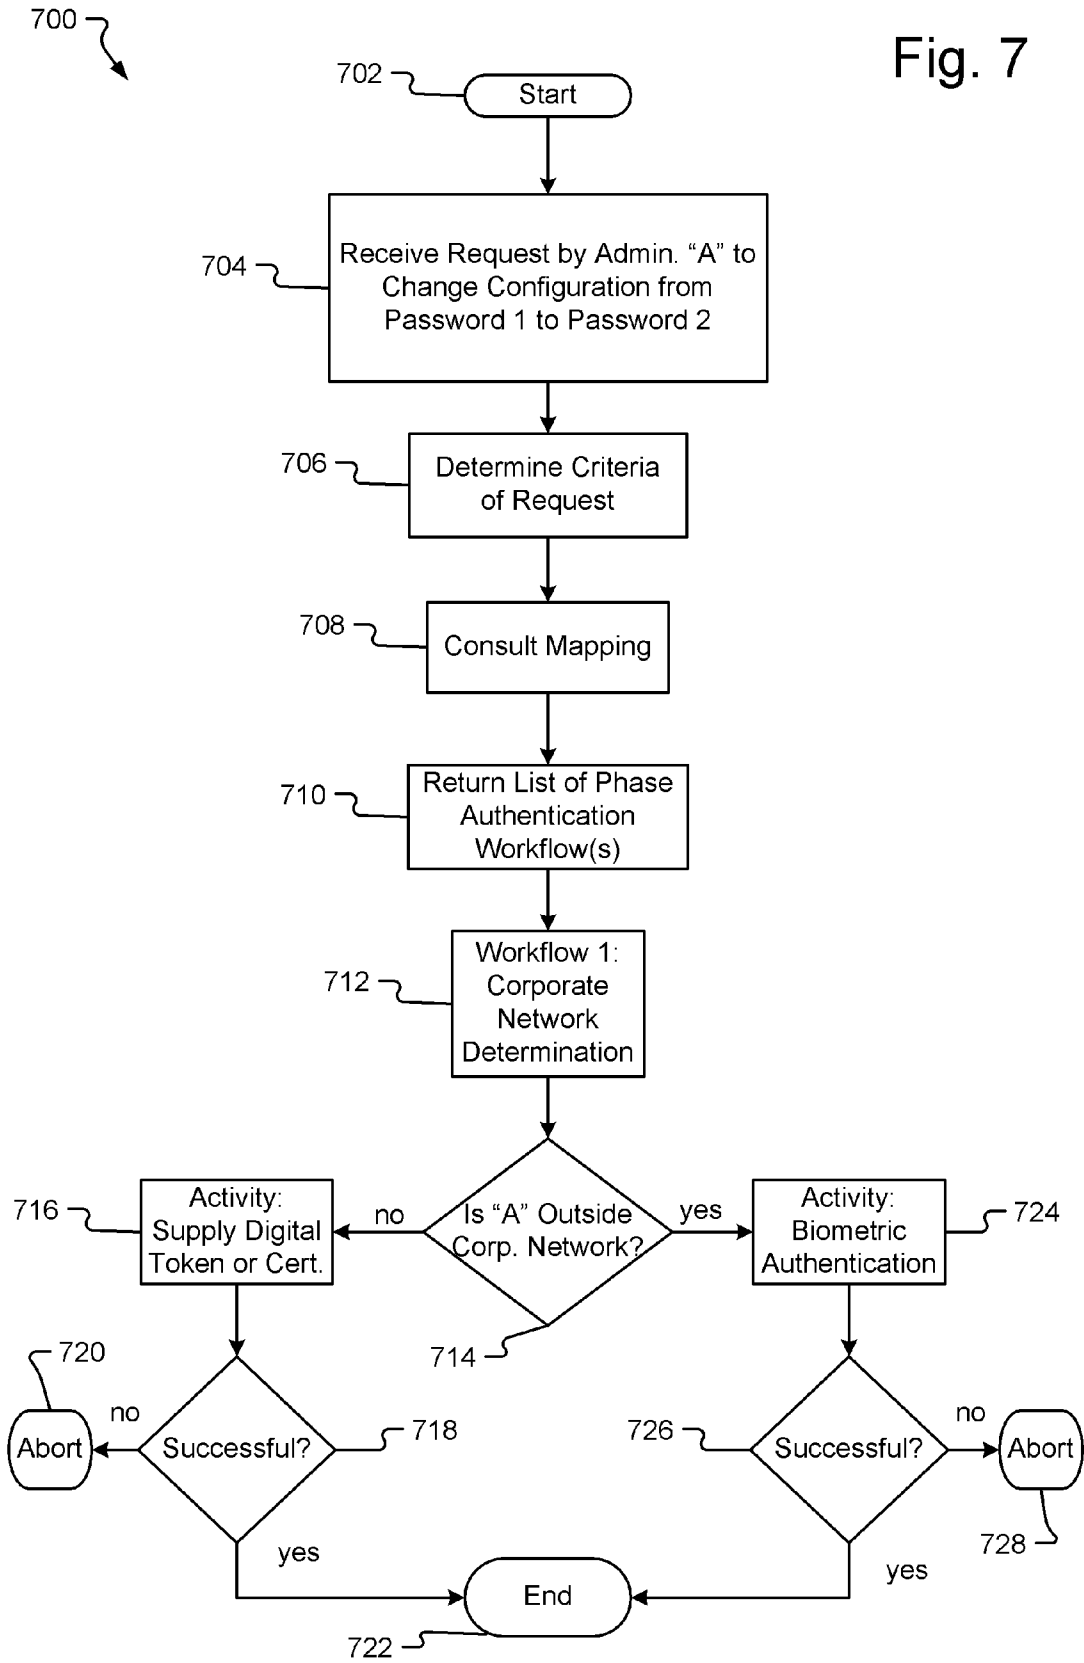 700
Fig. 7
702
Start
704
Receive Request by Admin. “A” to
Change Configuration from
Password 1 to Password 2
706
Determine Criteria
of Request
708
Consult Mapping
710
Return List of Phase
Authentication
Workflow(s)
712
Workflow 1:
Corporate
Network
Determination
716
Activity:
Supply Digital
Token or Cert.
no
Is “A” Outside
Corp. Network?
yes
Activity:
Biometric
Authentication
724
714
720
no
Abort
Successful?
718
726
Successful?
no
Abort
728
yes
End
yes
722